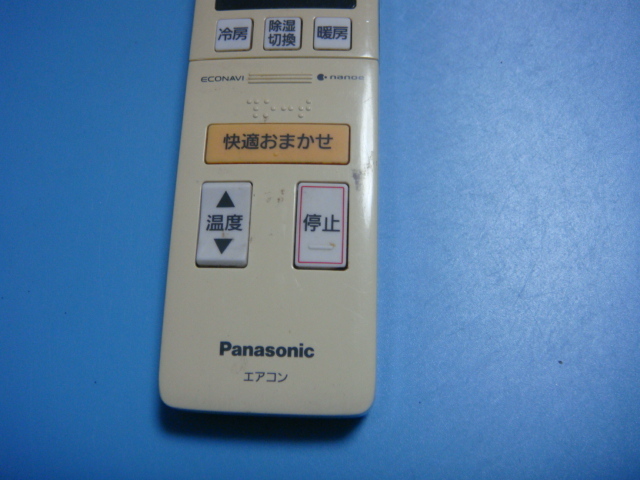 冷房 除湿切換 暖房
ECONAVI nanoe
快適おまかせ
▲
温度 停止
▼
Panasonic
エアコン